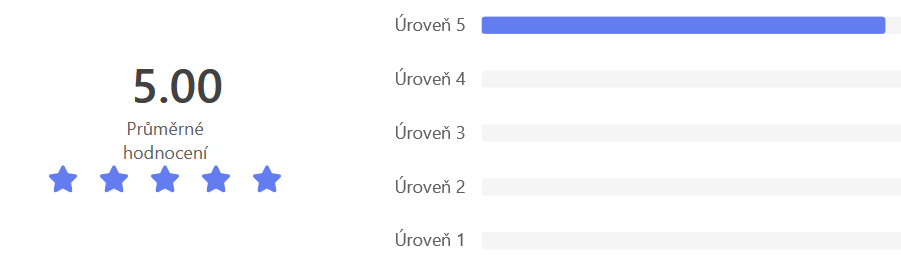 5.00
Průměrné
hodnocení
Úroveň 5
Úroveň 4
Úroveň 3
Úroveň 2
Úroveň 1